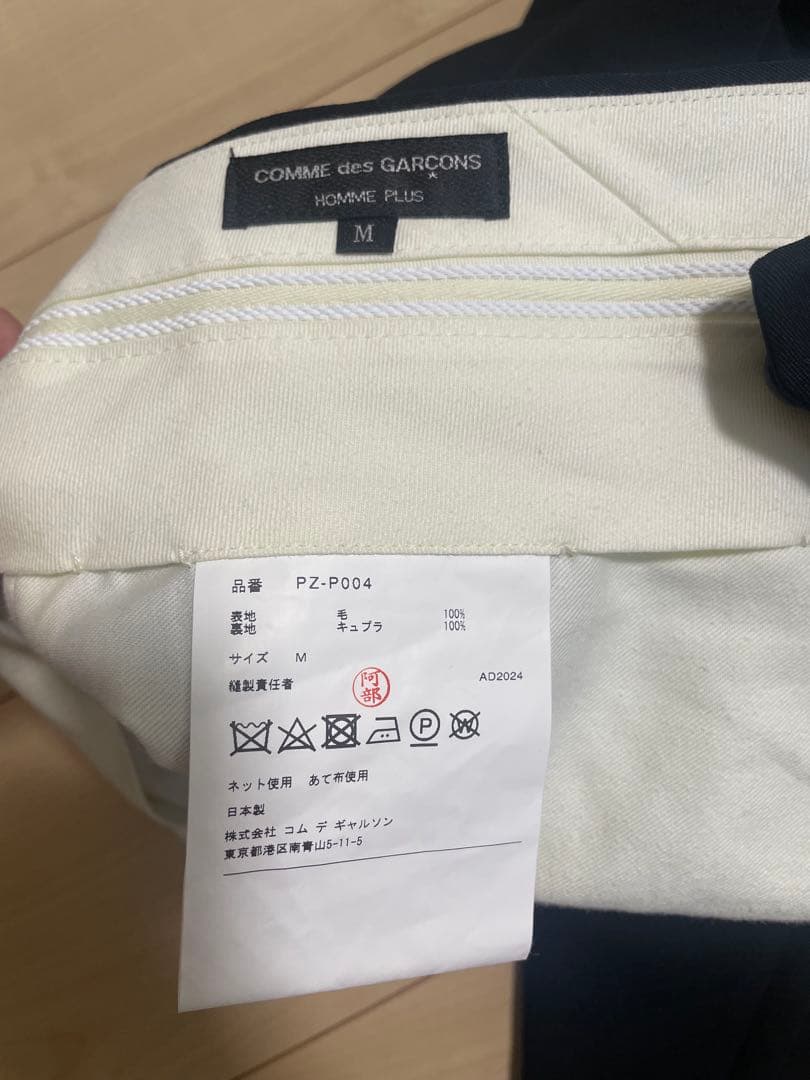 COMME des GARÇONS
HOMME PLUS
M
品番 PZ-P004
表地 毛 100%
裏地 キュプラ 100%
サイズ M
縫製責任者 阿部 AD2024
P W
ネット使用 あて布使用
日本製
株式会社 コム デ ギャルソン
東京都港区南青山5-11-5